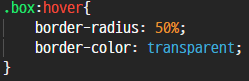 .box:hover{
border-radius: 50%;
border-color: transparent;
}